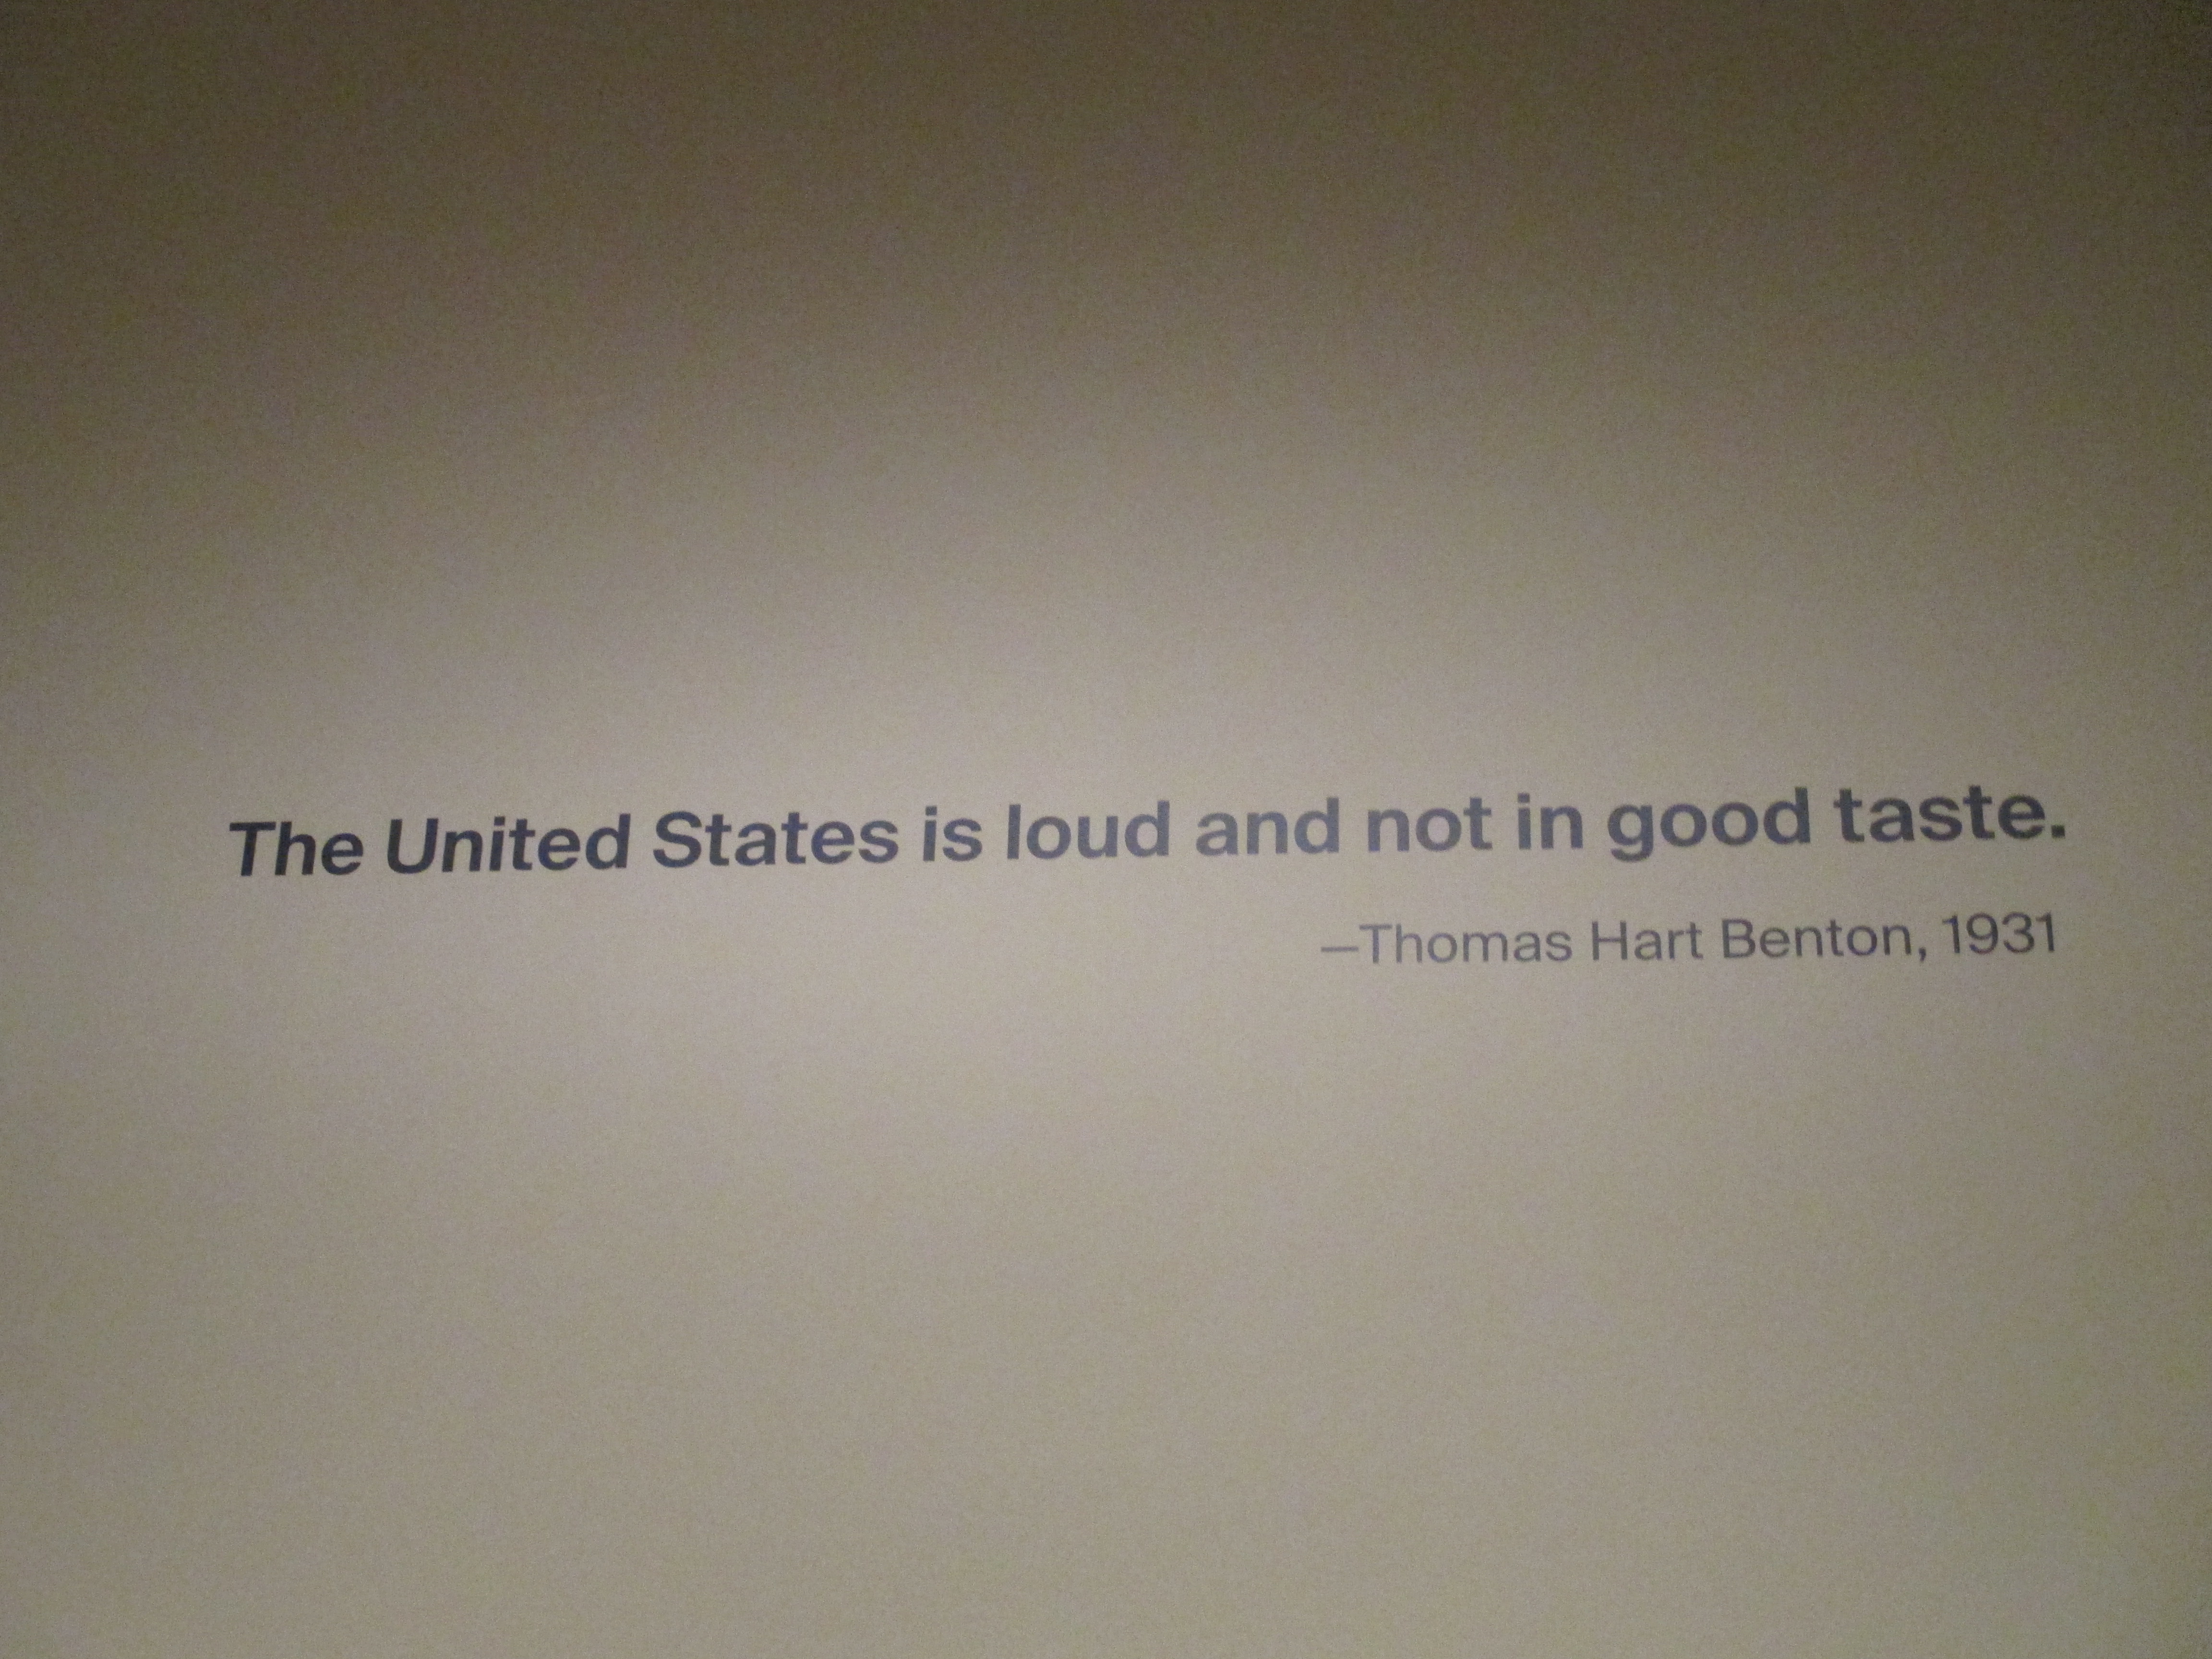 The United States is loud and not in good taste.
—Thomas Hart Benton, 1931